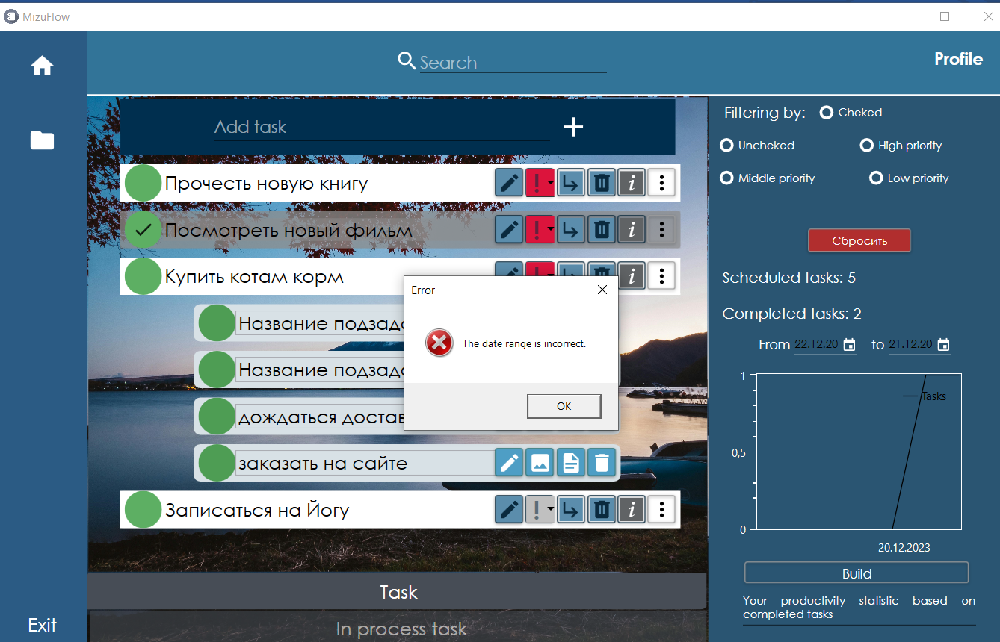 MizuFlow
Search
Profile
Add task
Прочесть новую книгу
Посмотреть новый фильм
Купить котам корм
Название подзад
Название подзад
дождаться достав
заказать на сайте
Записаться на Йогу
Error
The date range is incorrect.
OK
Task
In process task
Exit
Filtering by: Cheked
Uncheked High priority
Middle priority Low priority
Сбросить
Scheduled tasks: 5
Completed tasks: 2
From 22.12.20 to 21.12.20
1
Tasks
0,5
0
20.12.2023
Build
Your productivity statistic based on
completed tasks